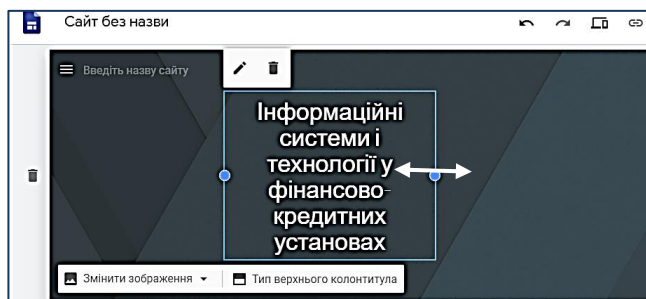 Сайт без назви
Введіть назву сайту
Інформаційні
системи і
технології у
фінансово-
кредитних
установах
Змінити зображення
Тип верхнього колонтитула